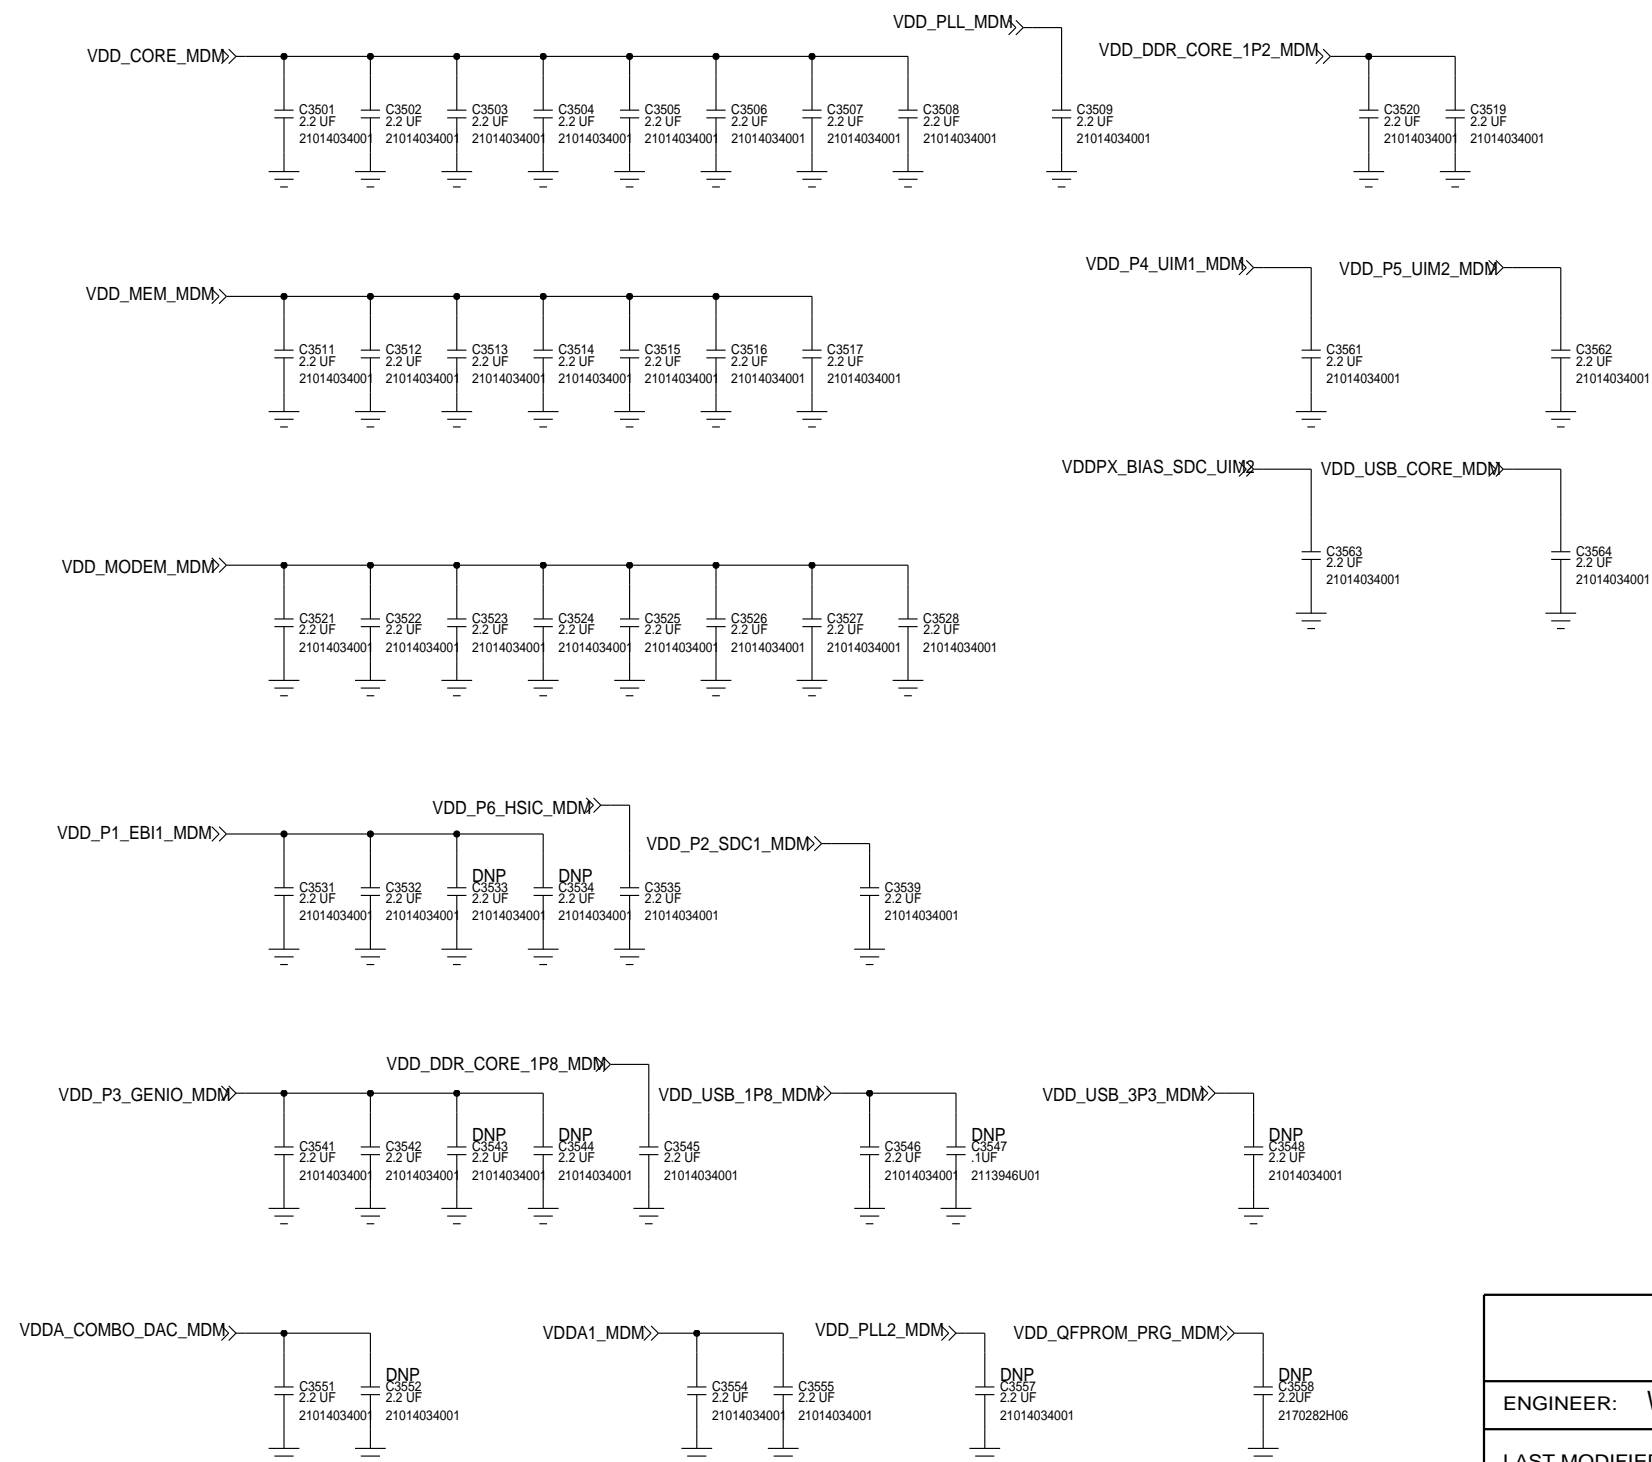 VDD_PLL_MDM
VDD_CORE_MDM
VDD_DDR_CORE_1P2_MDM
C3501 C3502 C3503 C3504 C3505 C3506 C3507 C3508 C3509 C3520 C3519
2.2 UF 2.2 UF 2.2 UF 2.2 UF 2.2 UF 2.2 UF 2.2 UF 2.2 UF 2.2 UF 2.2 UF 2.2 UF
21014034001 21014034001 21014034001 21014034001 21014034001 21014034001 21014034001 21014034001 21014034001 21014034001 21014034001
VDD_P4_UIM1_MDM VDD_P5_UIM2_MDM
VDD_MEM_MDM
C3511 C3512 C3513 C3514 C3515 C3516 C3517 C3561 C3562
2.2 UF 2.2 UF 2.2 UF 2.2 UF 2.2 UF 2.2 UF 2.2 UF 2.2 UF 2.2 UF
21014034001 21014034001 21014034001 21014034001 21014034001 21014034001 21014034001 21014034001 21014034001
VDDPX_BIAS_SDC_UIM2 VDD_USB_CORE_MDM
C3563 C3564
2.2 UF 2.2 UF
21014034001 21014034001
VDD_MODEM_MDM
C3521 C3522 C3523 C3524 C3525 C3526 C3527 C3528
2.2 UF 2.2 UF 2.2 UF 2.2 UF 2.2 UF 2.2 UF 2.2 UF 2.2 UF
21014034001 21014034001 21014034001 21014034001 21014034001 21014034001 21014034001 21014034001
VDD_P6_HSIC_MDM
VDD_P1_EBI1_MDM
VDD_P2_SDC1_MDM
DNP DNP
C3531 C3532 C3533 C3534 C3535 C3539
2.2 UF 2.2 UF 2.2 UF 2.2 UF 2.2 UF 2.2 UF
21014034001 21014034001 21014034001 21014034001 21014034001 21014034001
VDD_DDR_CORE_1P8_MDM
VDD_P3_GENIO_MDM VDD_USB_1P8_MDM VDD_USB_3P3_MDM
DNP DNP DNP DNP
C3541 C3542 C3543 C3544 C3545 C3546 C3547 C3548
2.2 UF 2.2 UF 2.2 UF 2.2 UF 2.2 UF 2.2 UF .1UF 2.2 UF
21014034001 21014034001 21014034001 21014034001 21014034001 21014034001 2113946U01 21014034001
VDDA_COMBO_DAC_MDM VDDA1_MDM VDD_PLL2_MDM VDD_QFPROM_PRG_MDM
DNP DNP DNP
C3551 C3552 C3554 C3555 C3557 C3558
2.2 UF 2.2 UF 2.2 UF 2.2 UF 2.2 UF 2.2UF
21014034001 21014034001 21014034001 21014034001 21014034001 2170282H06
ENGINEER: